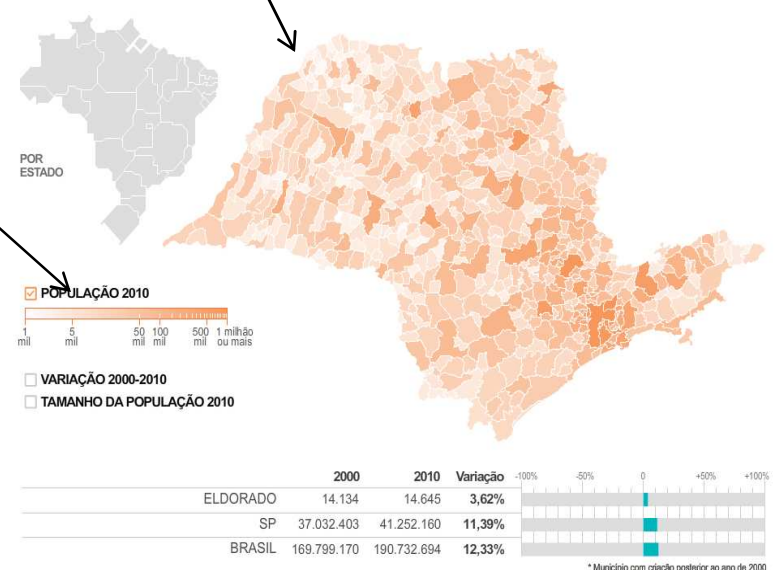 POR
ESTADO
POPULAÇÃO 2010
1 mil 5 mil 50 mil 100 mil 500 mil 1 milhão ou mais
VARIAÇÃO 2000-2010
TAMANHO DA POPULAÇÃO 2010
2000 2010 Variação -100% -50% 0 +50% +100%
ELDORADO 14.134 14.645 3,62%
SP 37.032.403 41.252.160 11,39%
BRASIL 169.799.170 190.732.694 12,33%
* Município com criação posterior ao ano de 2000